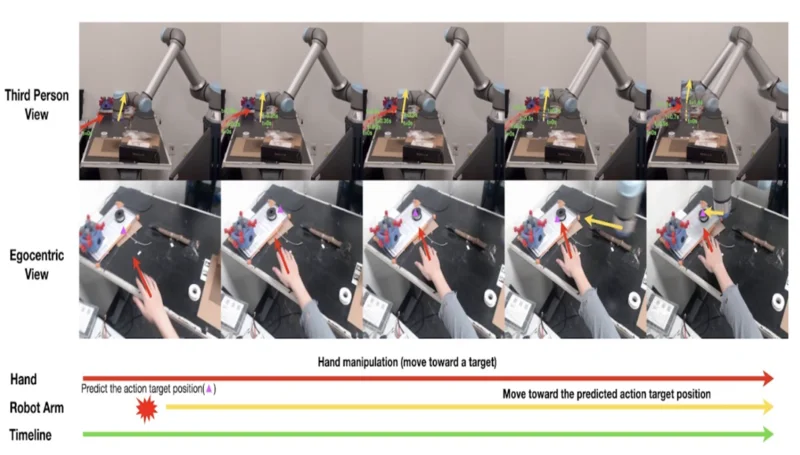 Third Person
View
Egocentric
View
Hand manipulation (move toward a target)
Hand
Predict the action target position(▲)
Move toward the predicted action target position
Robot Arm
Timeline